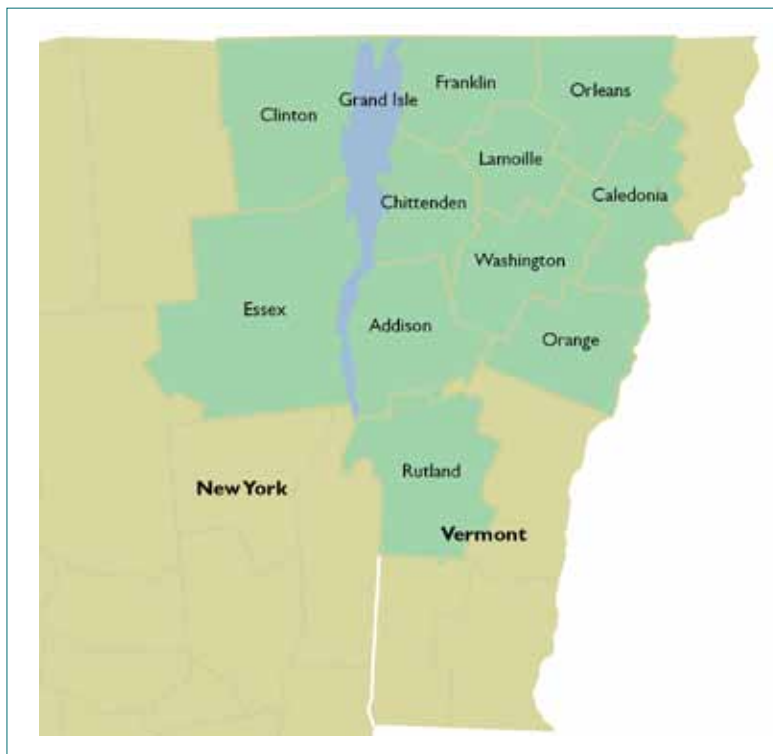 Franklin
Orleans
Grand Isle
Clinton
Lamoille
Caledonia
Chittenden
Washington
Essex
Addison
Orange
Rutland
New York
Vermont